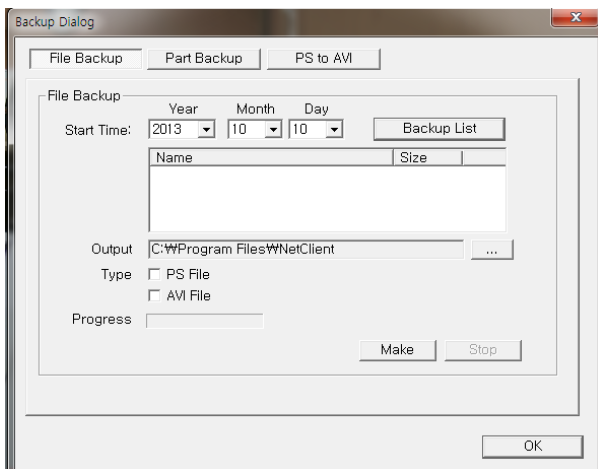 Backup Dialog
File Backup Part Backup PS to AVI
File Backup
Year Month Day
Start Time: 2013 10 10 Backup List
Name Size
Output C:₩Program Files₩NetClient ...
Type PS File
AVI File
Progress
Make Stop
OK